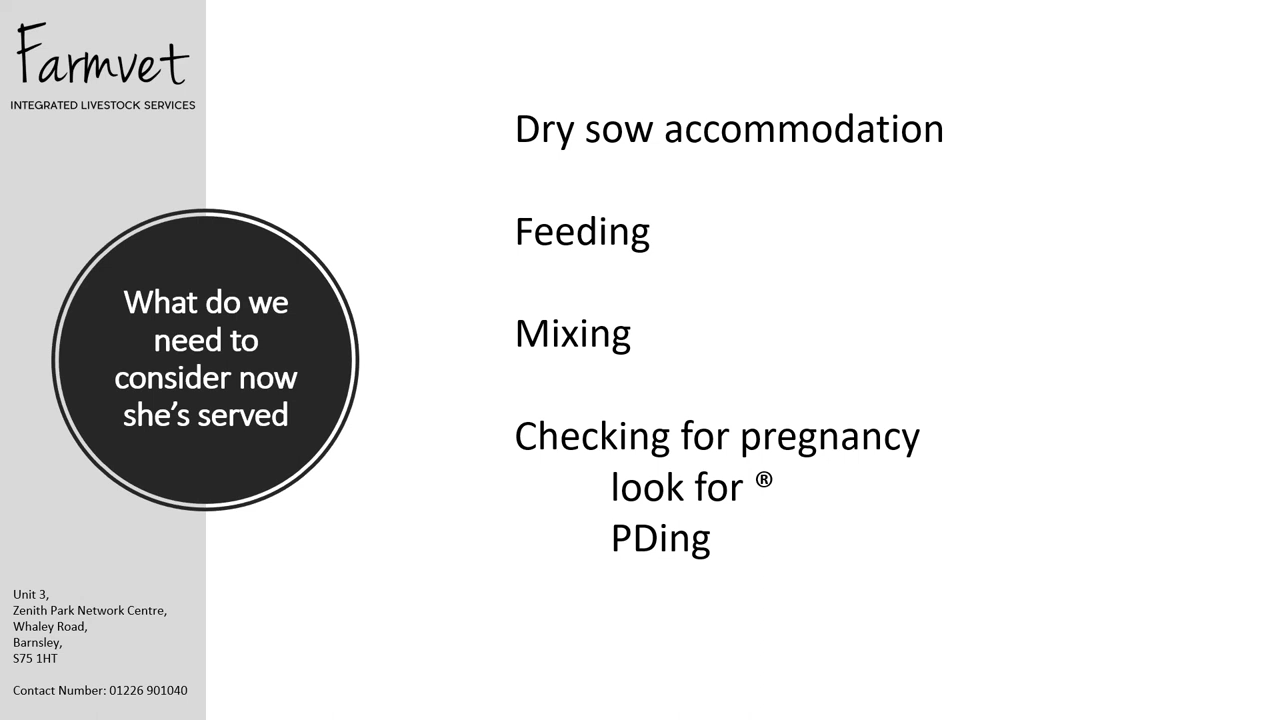 Farmvet
INTEGRATED LIVESTOCK SERVICES
What do we
need to
consider now
she's served
Dry sow accommodation
Feeding
Mixing
Checking for pregnancy
look for ®
PDing
Unit 3,
Zenith Park Network Centre,
Whaley Road,
Barnsley,
S75 1HT
Contact Number: 01226 901040